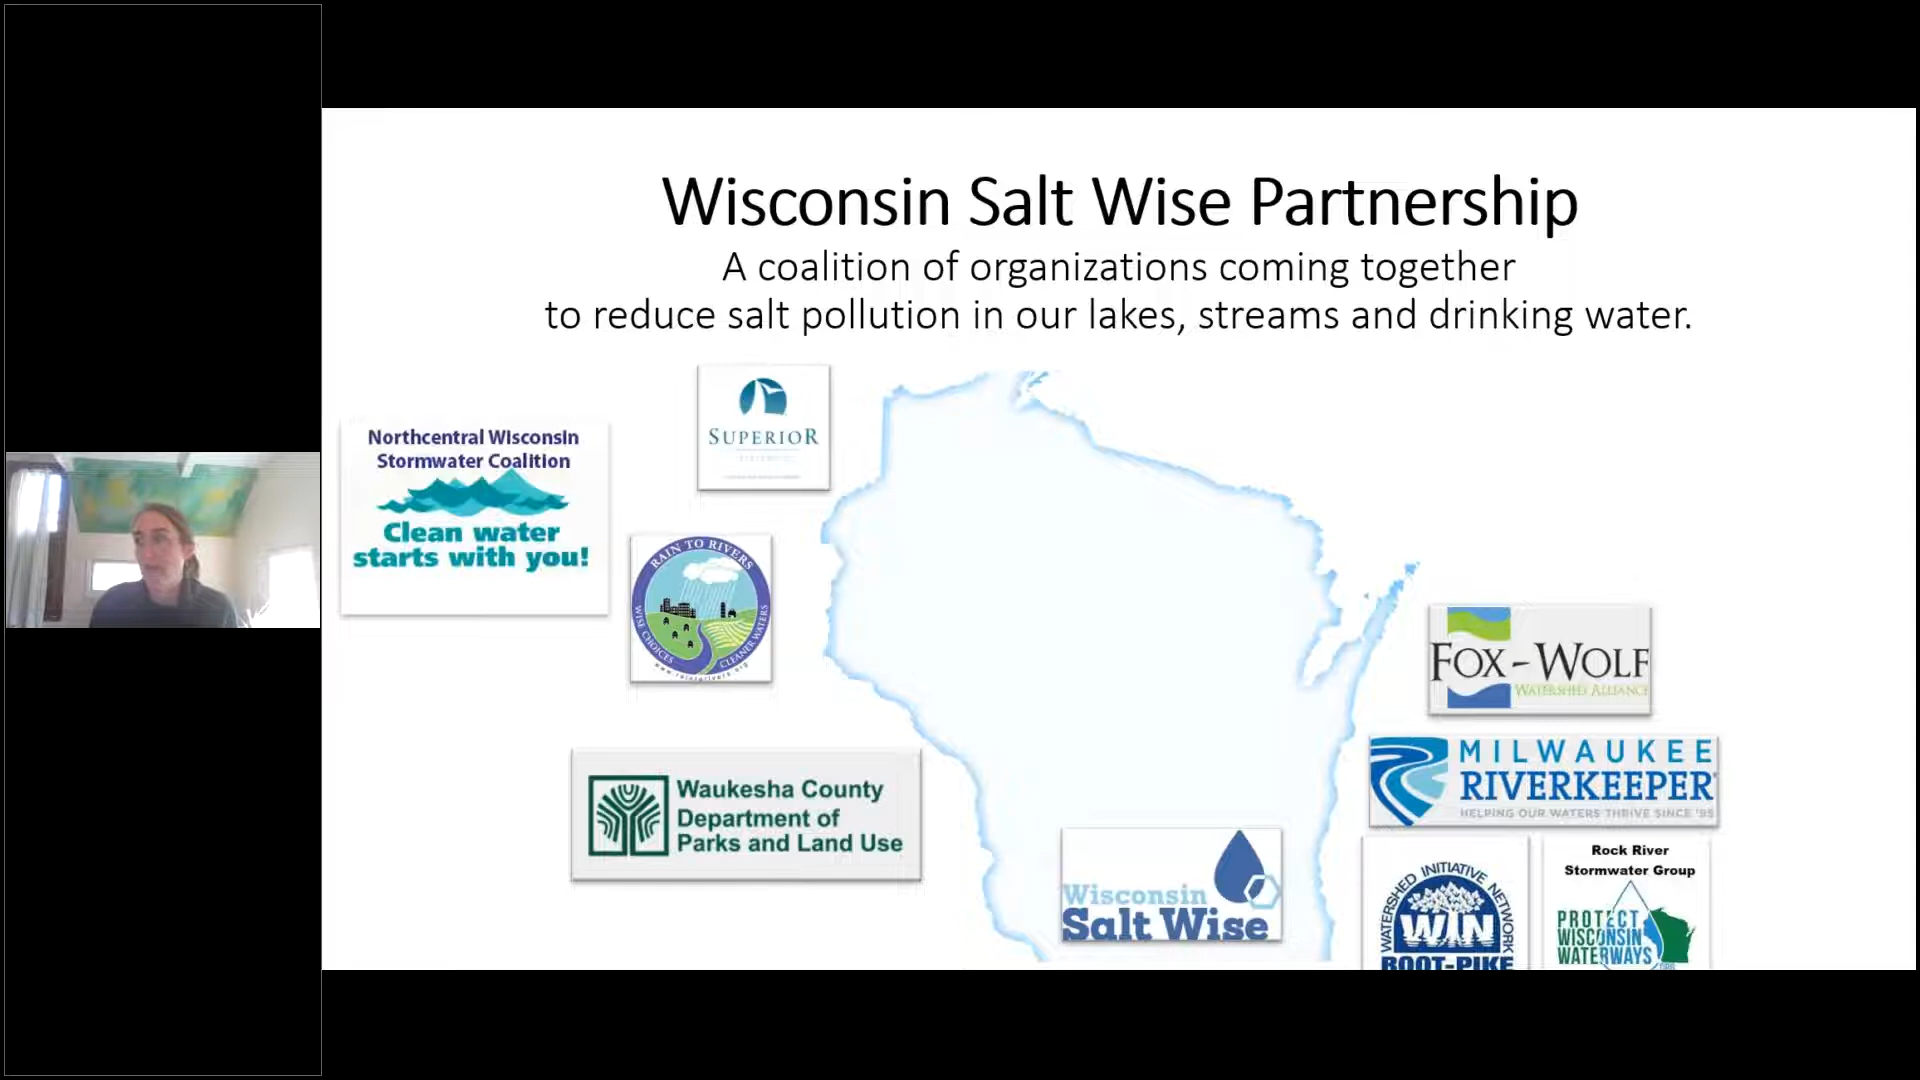 Wisconsin Salt Wise Partnership
A coalition of organizations coming together
to reduce salt pollution in our lakes, streams and drinking water.
SUPERIOR
Northcentral Wisconsin
Stormwater Coalition
Clean water
starts with you!
RAIN TO RIVERS
WISE CHOICES
CLEANER WATERS
FOX-WOLF
WATERSHED ALLIANCE
MILWAUKEE
RIVERKEEPER
HELPING OUR WATERS THRIVE SINCE '95
Waukesha County
Department of
Parks and Land Use
Wisconsin
Salt Wise
WATERSHED INITIATIVE NETWORK
WIN
ROOT-PIKE
Rock River
Stormwater Group
PROTECT
WISCONSIN
WATERWAYS